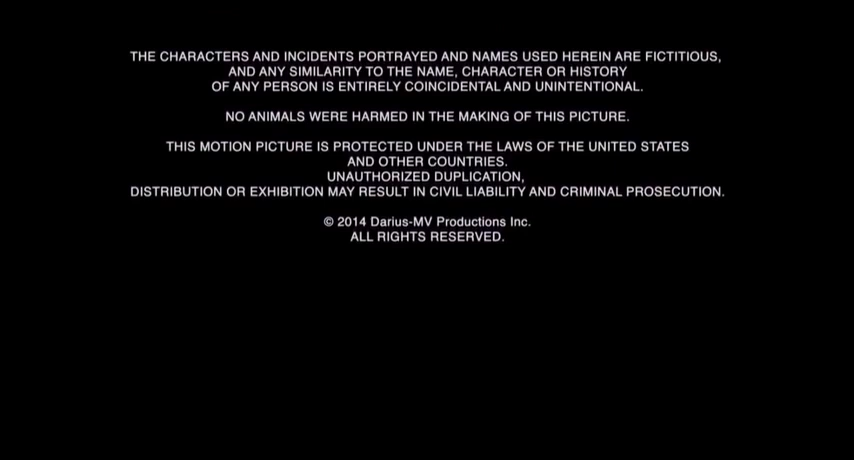 THE CHARACTERS AND INCIDENTS PORTRAYED AND NAMES USED HEREIN ARE FICTITIOUS,
AND ANY SIMILARITY TO THE NAME, CHARACTER OR HISTORY
OF ANY PERSON IS ENTIRELY COINCIDENTAL AND UNINTENTIONAL.
NO ANIMALS WERE HARMED IN THE MAKING OF THIS PICTURE.
THIS MOTION PICTURE IS PROTECTED UNDER THE LAWS OF THE UNITED STATES
AND OTHER COUNTRIES.
UNAUTHORIZED DUPLICATION,
DISTRIBUTION OR EXHIBITION MAY RESULT IN CIVIL LIABILITY AND CRIMINAL PROSECUTION.
© 2014 Darius-MV Productions Inc.
ALL RIGHTS RESERVED.